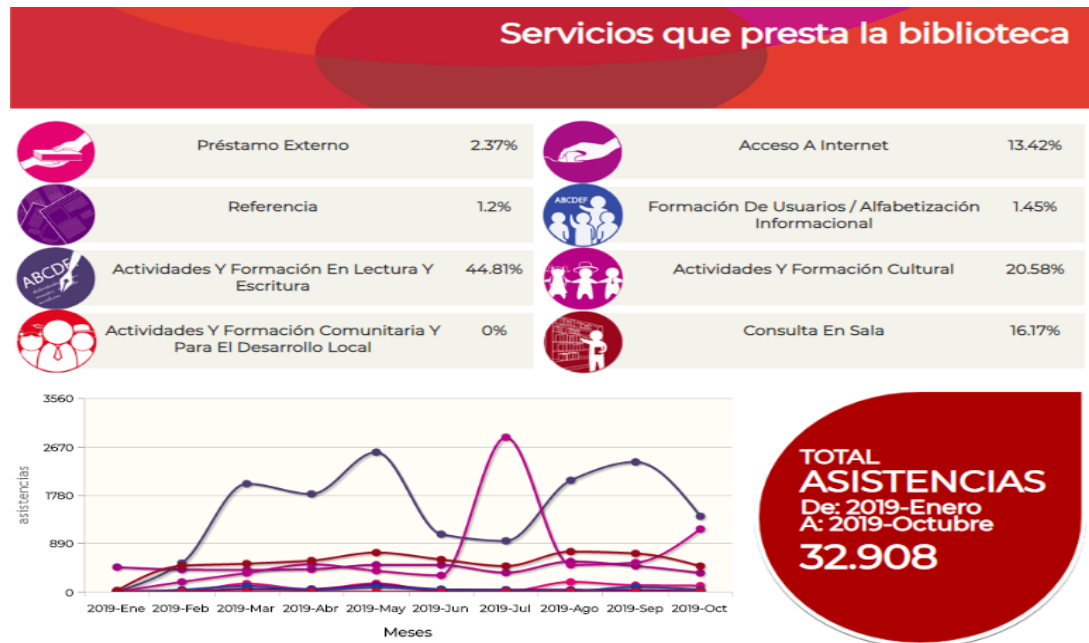 Servicios que presta la biblioteca
Préstamo Externo 2.37%
Acceso A Internet 13.42%
Referencia 1.2%
ABCDEF
Formación De Usuarios / Alfabetización
Informacional 1.45%
ABCDE
Actividades Y Formación En Lectura Y
Escritura 44.81%
Actividades Y Formación Cultural 20.58%
Actividades Y Formación Comunitaria Y
Para El Desarrollo Local 0%
Consulta En Sala 16.17%
3560
2670
1780
890
0
asistencias
2019-Ene 2019-Feb 2019-Mar 2019-Abr 2019-May 2019-Jun 2019-Jul 2019-Ago 2019-Sep 2019-Oct
Meses
TOTAL
ASISTENCIAS
De: 2019-Enero
A: 2019-Octubre
32.908